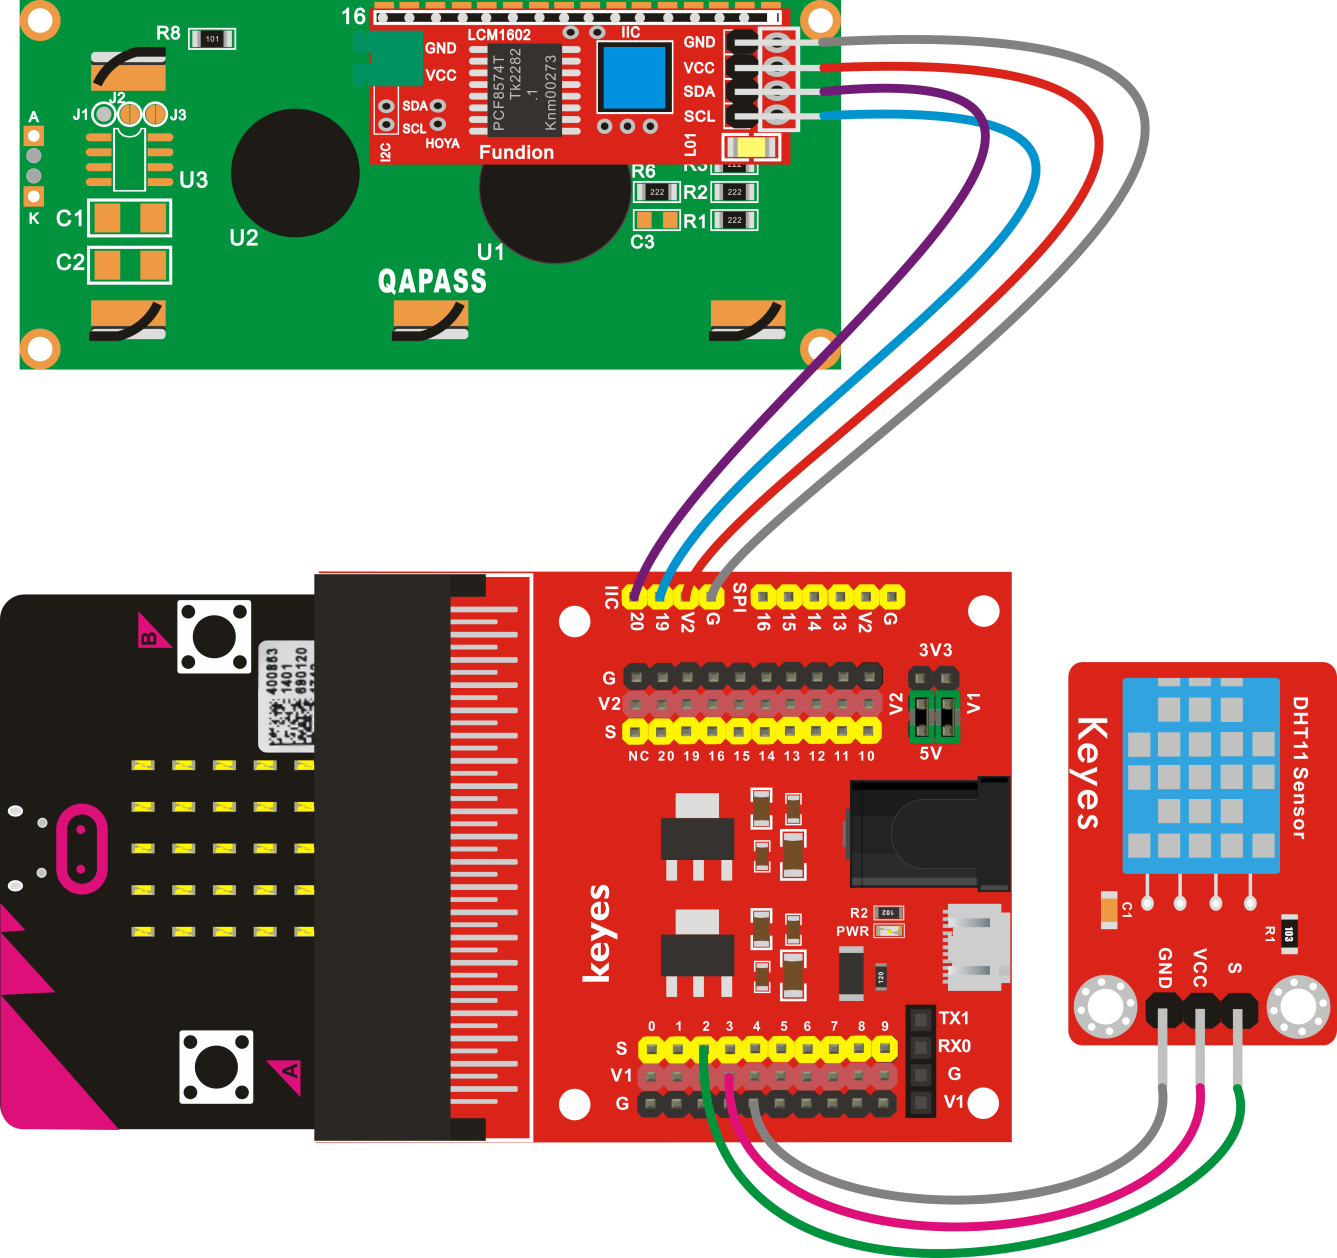 16
R8
101
LCM1602
IIC
GND
VCC
GND
VCC
SDA
SCL
PCF8574T
Tk2282
.1
Knm00273
SDA
SCL
HOYA
I2C
Fundion
L01
J1
J2
J3
A
K
U3
C1
C2
U2
U1
R6
222
R3
222
R2
222
R1
222
C3
QAPASS
IIC
20
19
V2
G
SPI
16
15
14
13
V2
G
G
V2
S
NC 20 19 16 15 14 13 12 11 10
3V3
V2
V1
5V
B
400863
1401
690120
A
keyes
R2
102
PWR
120
0 1 2 3 4 5 6 7 8 9
S
V1
G
TX1
RX0
G
V1
Keyes
DHT11 Sensor
C1
R1
103
GND
VCC
S